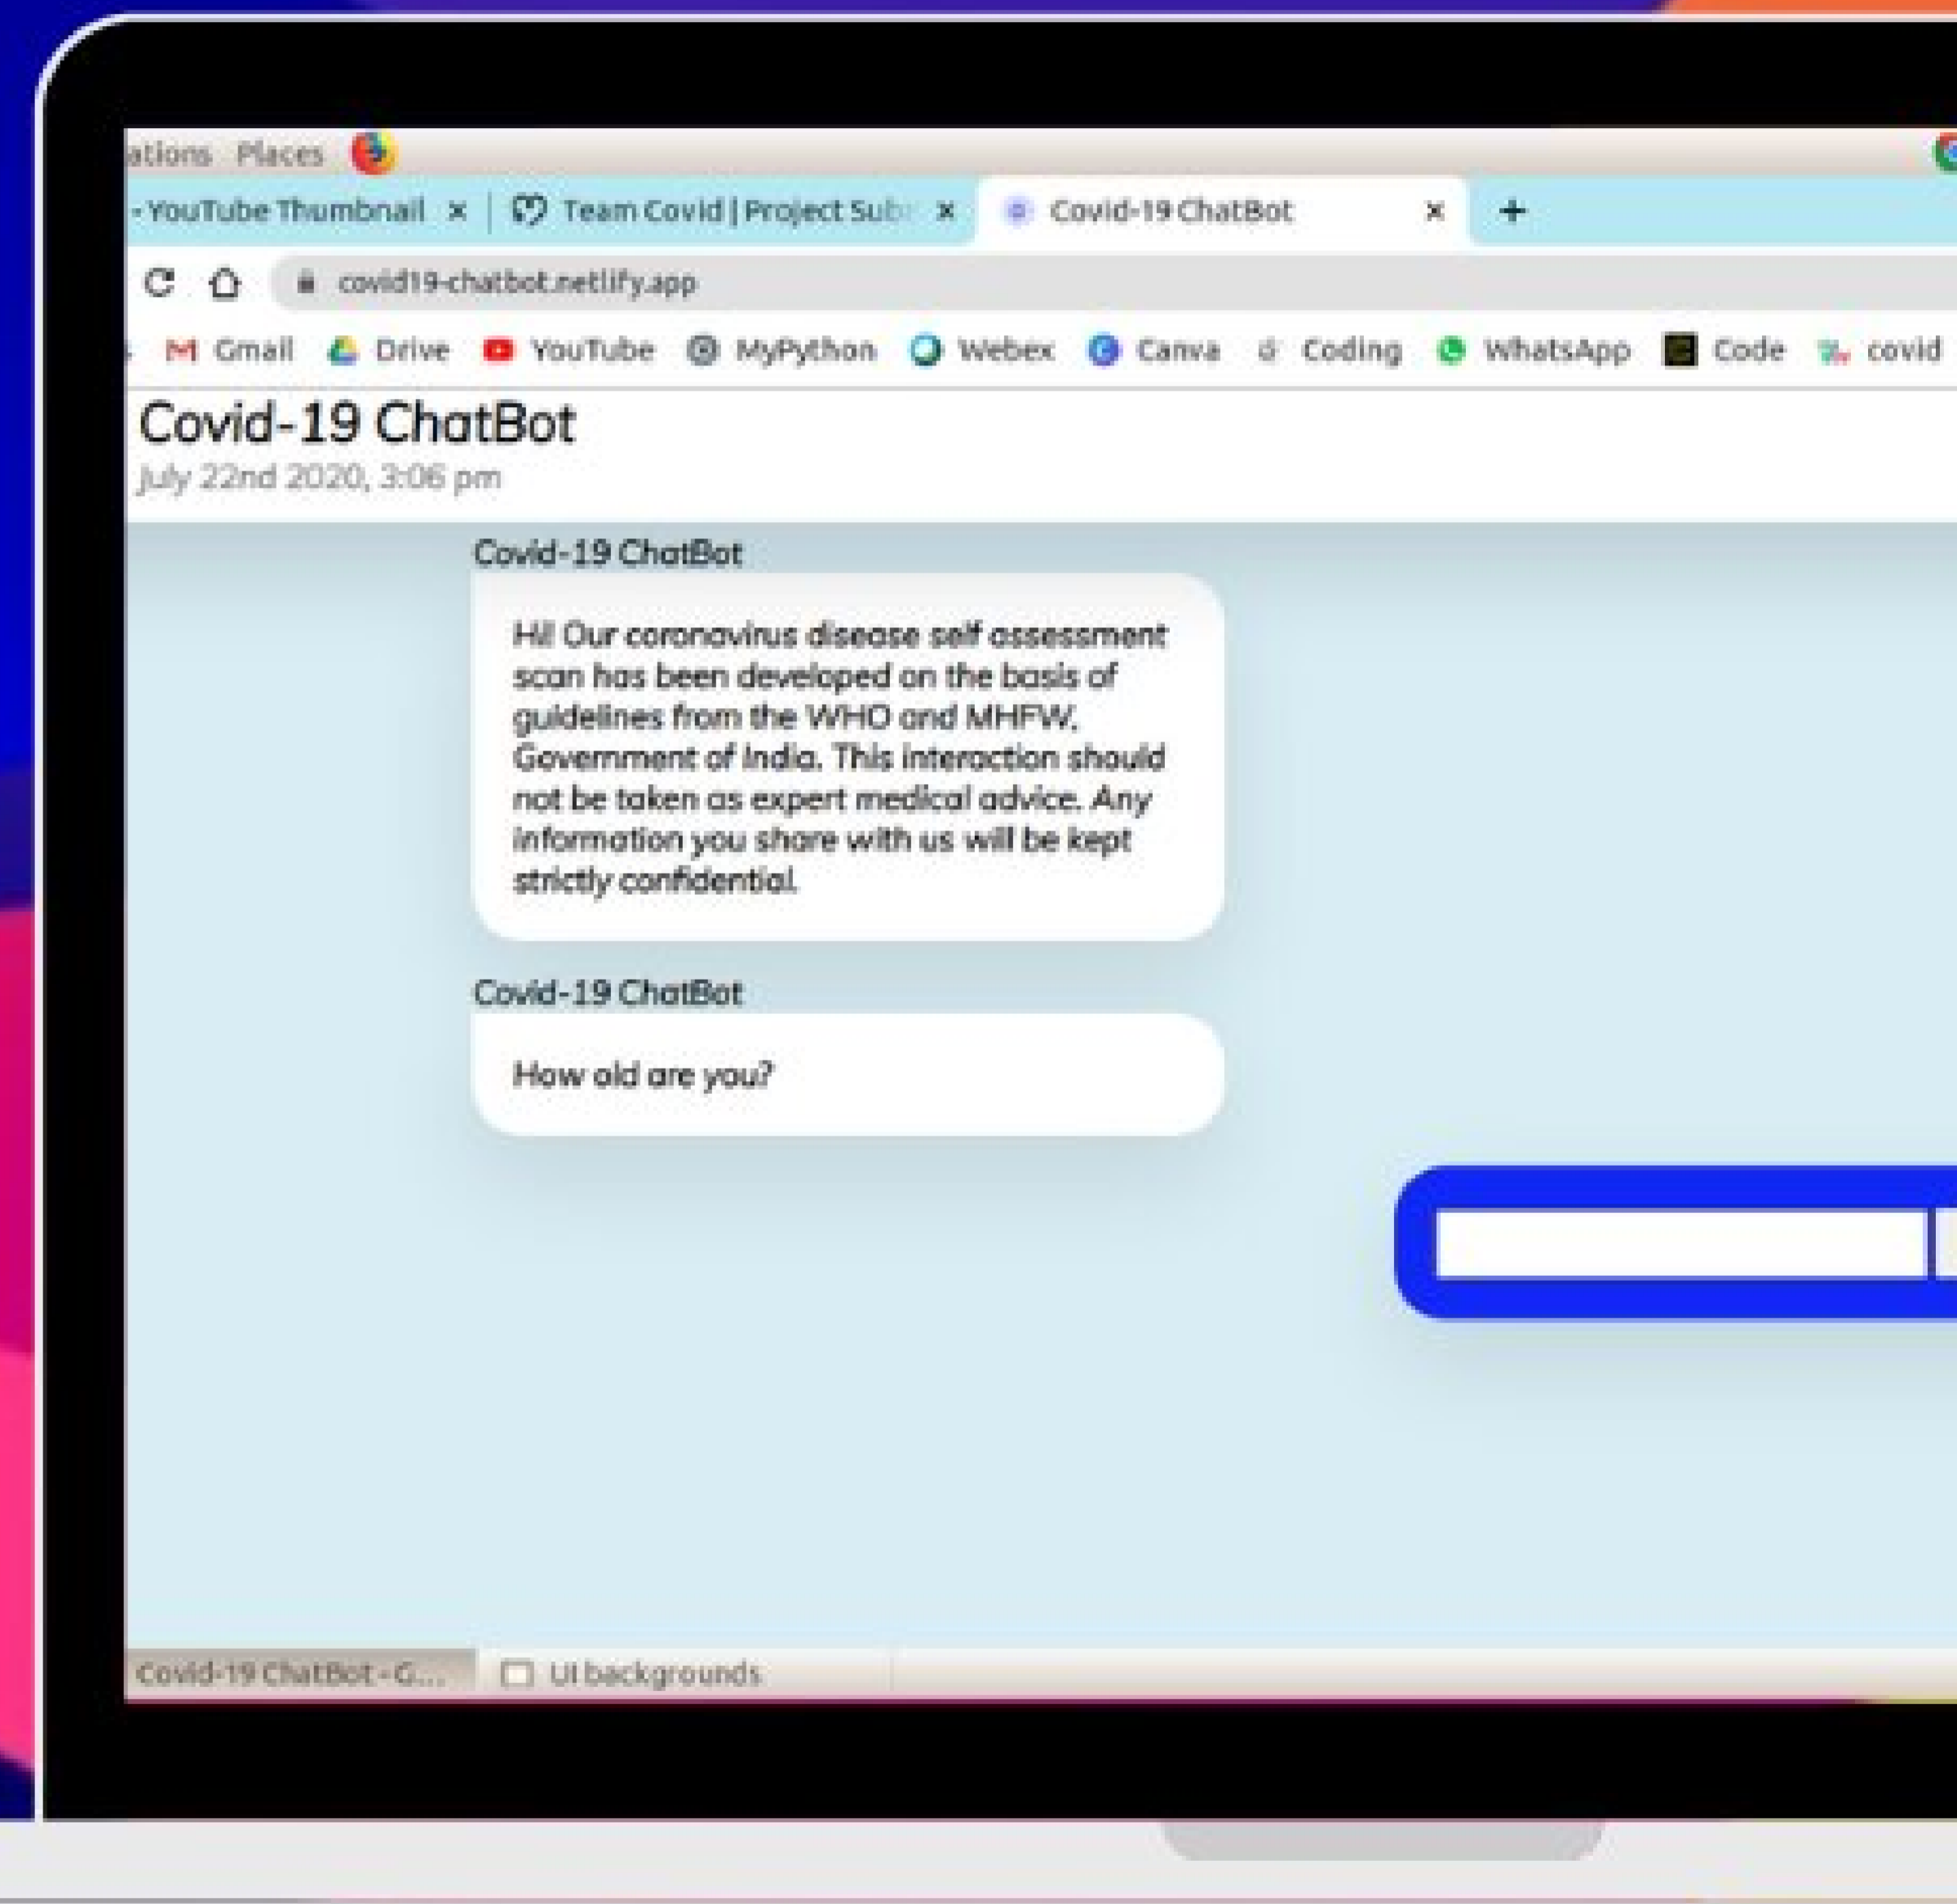 ations Places
- YouTube Thumbnail × Team Covid | Project Sub × Covid-19 ChatBot × +
covid19-chatbot.netlify.app
Gmail Drive YouTube MyPython Webex Canva Coding WhatsApp Code covid
Covid-19 ChatBot
July 22nd 2020, 3:06 pm
Covid-19 ChatBot
Hi! Our coronavirus disease self assessment
scan has been developed on the basis of
guidelines from the WHO and MHFW,
Government of India. This interaction should
not be taken as expert medical advice. Any
information you share with us will be kept
strictly confidential.
Covid-19 ChatBot
How old are you?
Covid-19 ChatBot - G... UI backgrounds